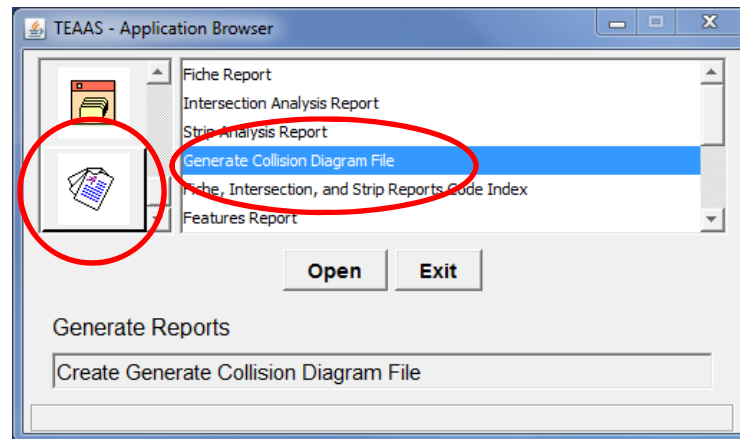 TEAAS - Application Browser
Fiche Report
Intersection Analysis Report
Strip Analysis Report
Generate Collision Diagram File
Fiche, Intersection, and Strip Reports Code Index
Features Report
Open Exit
Generate Reports
Create Generate Collision Diagram File